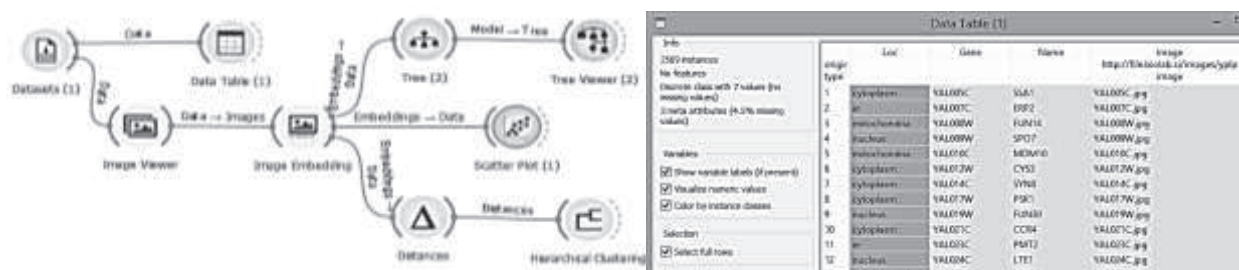 Data
Model → Tree
Datasets (1)
Data Table (1)
Tree (2)
Tree Viewer (2)
Data
Embeddings → Data
Data → Images
Embeddings → Data
Image Viewer
Image Embedding
Scatter Plot (1)
Embeddings → Data
Distances
Distances
Hierarchical Clustering
Data Table (1)
Info
instances
No features
Discrete class with 7 values (no
missing values)
3 meta attributes (4.5% missing
values)
Variables
Show variable labels (if present)
Visualize numeric values
Color by instance classes
Selection
Select full rows
Loc Gene Name Image
origin
type image
1 cytoplasm YAL005C SSA1 YAL005C.jpg
2 er YAL007C ERP2 YAL007C.jpg
3 mitochondria YAL008W FUN14 YAL008W.jpg
4 nucleus YAL009W SPO7 YAL009W.jpg
5 mitochondria YAL010C MDM10 YAL010C.jpg
6 cytoplasm YAL012W CYS3 YAL012W.jpg
7 cytoplasm YAL014C SYN8 YAL014C.jpg
8 cytoplasm YAL017W PSK1 YAL017W.jpg
9 nucleus YAL019W FUN30 YAL019W.jpg
10 cytoplasm YAL021C CCR4 YAL021C.jpg
11 er YAL023C PMT2 YAL023C.jpg
12 nucleus YAL024C LTE1 YAL024C.jpg